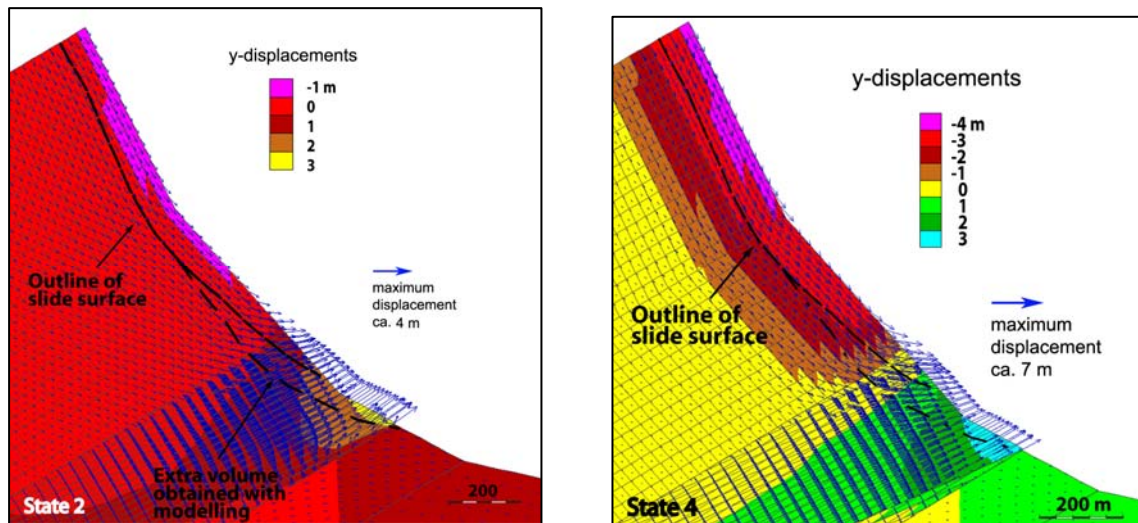 y-displacements
-1 m
0
1
2
3
Outline of
slide surface
maximum
displacement
ca. 4 m
Extra volume
obtained with
modelling
State 2
200
y-displacements
-4 m
-3
-2
-1
0
1
2
3
Outline of
slide surface
maximum
displacement
ca. 7 m
State 4
200 m